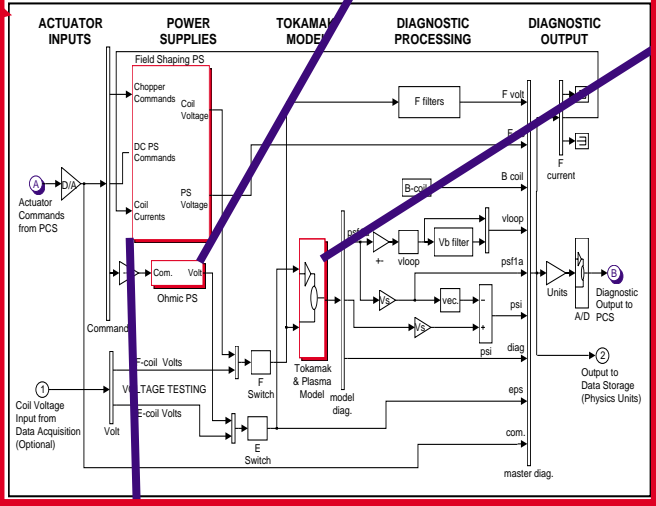 ACTUATOR
INPUTS
POWER
SUPPLIES
TOKAMAK
MODEL
DIAGNOSTIC
PROCESSING
DIAGNOSTIC
OUTPUT
Field Shaping PS
Chopper
Commands
Coil
Voltage
DC PS
Commands
PS
Voltage
Coil
Currents
A
D/A
Actuator
Commands
from PCS
Com.
Volt
Ohmic PS
Command
F filters
F volt
F
current
B-coil
B coil
vloop
+-
vloop
Vb filter
psf1a
Vs
vec.
-
+
Vs
psi
psi
diag
Units
A/D
B
Diagnostic
Output to
PCS
2
Output to
Data Storage
(Physics Units)
F-coil Volts
VOLTAGE TESTING
E-coil Volts
1
Coil Voltage
Input from
Data Acquisition
(Optional)
Volt
F
Switch
E
Switch
Tokamak
& Plasma
Model
model
diag.
eps
com.
master diag.